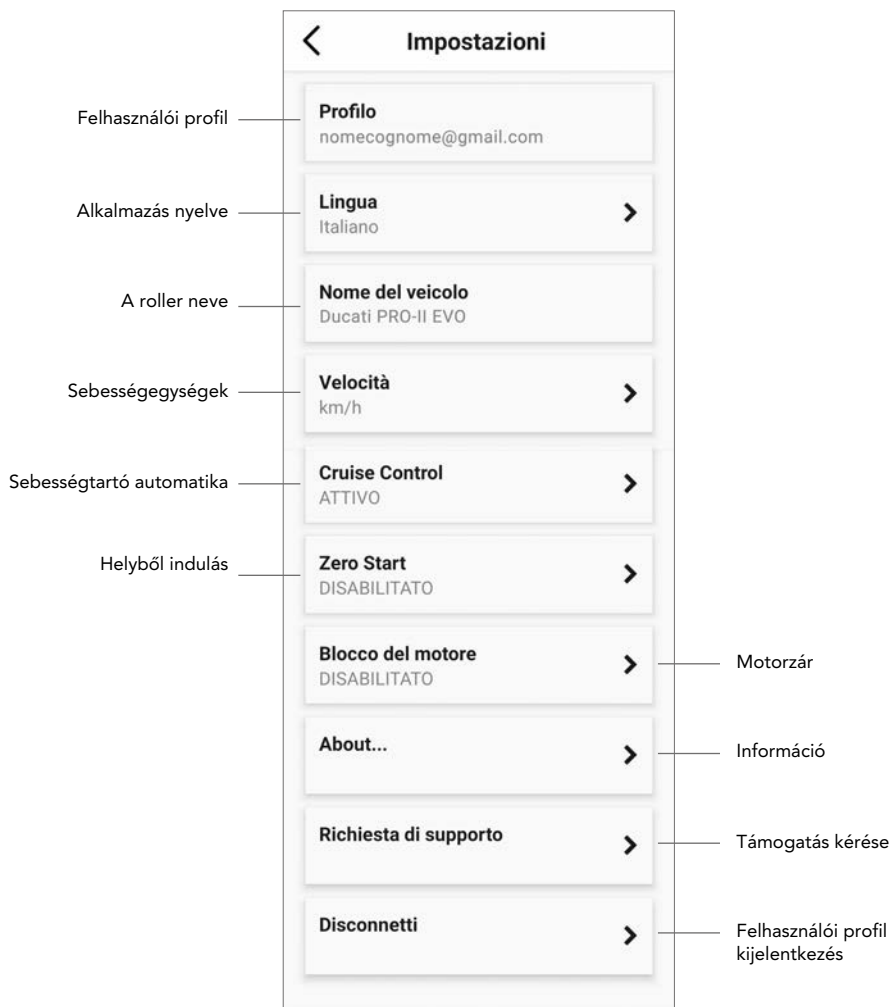 Impostazioni
Felhasználói profil
Profilo
nomecognome@gmail.com
Alkalmazás nyelve
Lingua
Italiano
A roller neve
Nome del veicolo
Ducati PRO-II EVO
Sebességegységek
Velocità
km/h
Sebességtartó automatika
Cruise Control
ATTIVO
Helyből indulás
Zero Start
DISABILITATO
Blocco del motore
DISABILITATO
Motorzár
About...
Információ
Richiesta di supporto
Támogatás kérése
Disconnetti
Felhasználói profil
kijelentkezés